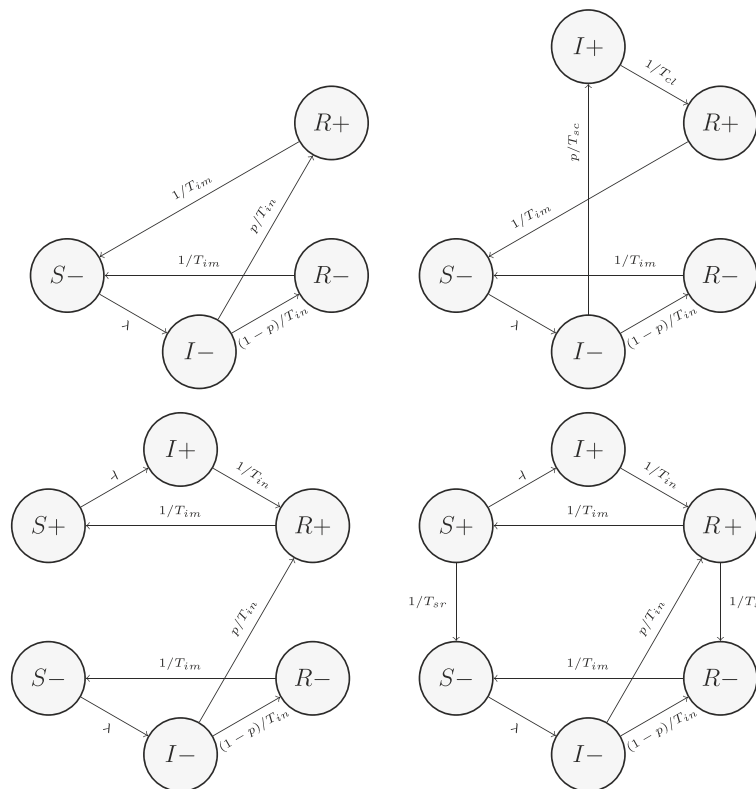 I+
1/T_cl
R+
R+
p/T_sc
1/T_im
p/T_in
1/T_im
S−
1/T_im
R−
S−
1/T_im
R−
λ
(1 − p)/T_in
λ
(1 − p)/T_in
I−
I−
I+
I+
λ
1/T_in
λ
1/T_in
S+
1/T_im
R+
S+
1/T_im
R+
1/T_sr
p/T_in
p/T_in
S−
1/T_im
R−
S−
1/T_im
R−
λ
(1 − p)/T_in
λ
(1 − p)/T_in
I−
I−